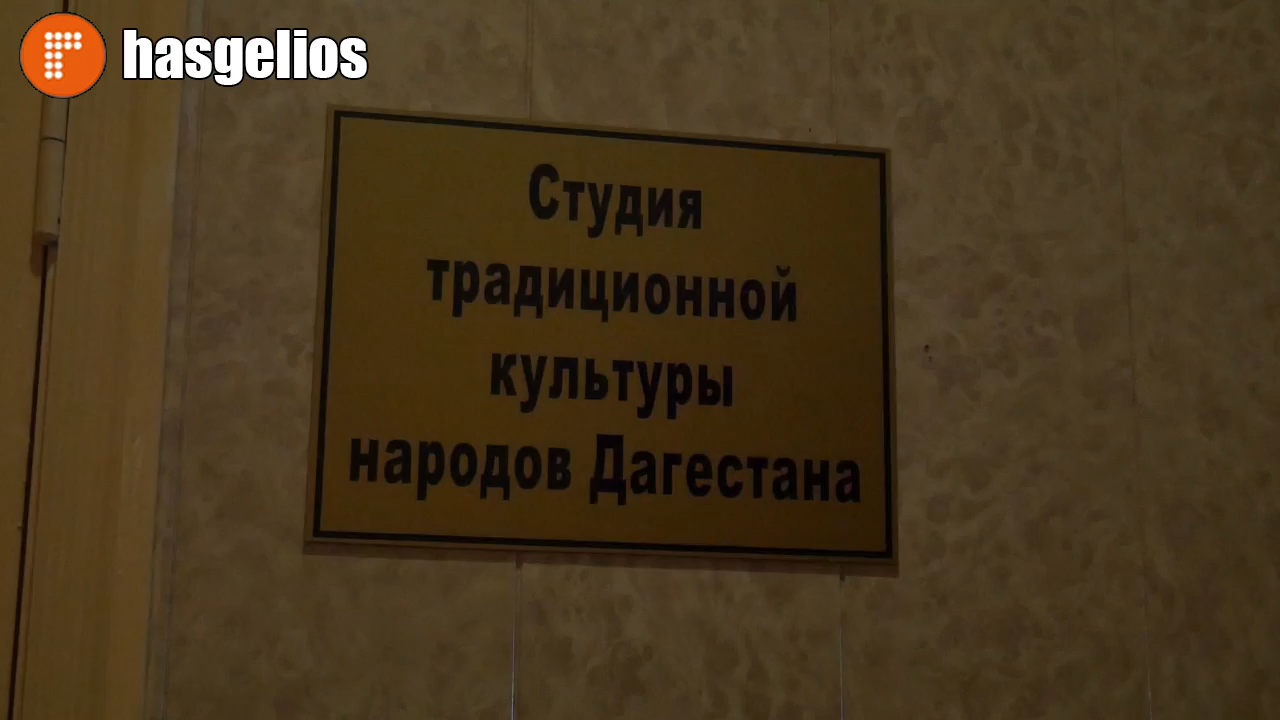 hasgelios
Студия
традиционной
культуры
народов Дагестана